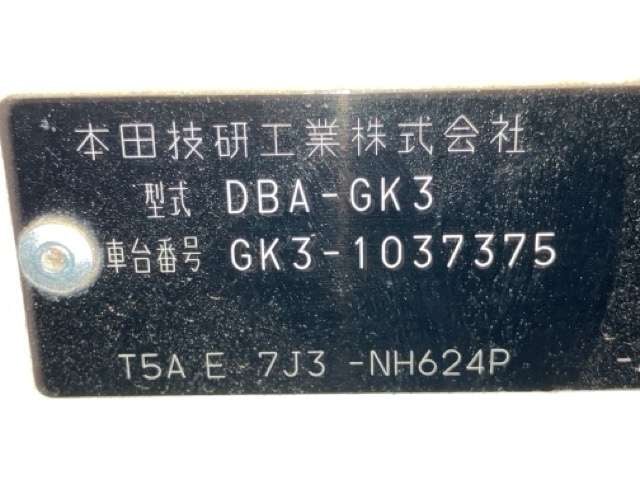 本田技研工業株式会社
型式 DBA-GK3
車台番号 GK3-1037375
T5A E 7J3 -NH624P